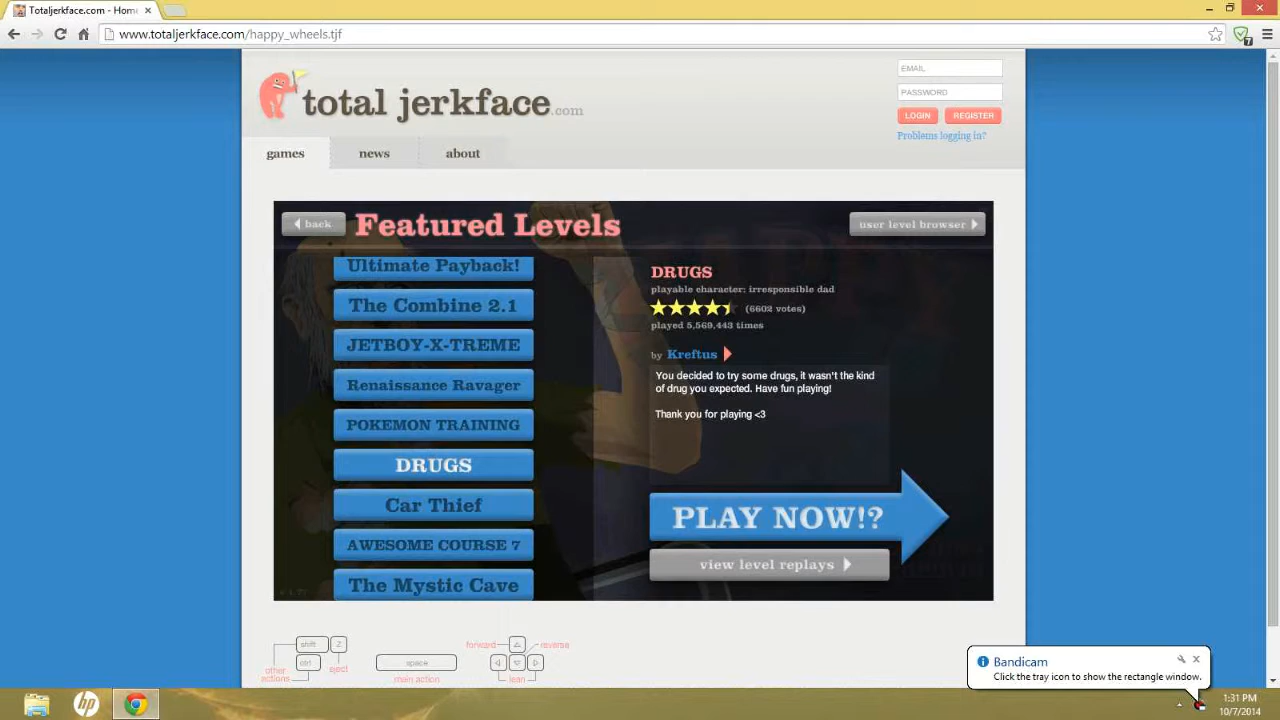 Totaljerkface.com - Hom
www.totaljerkface.com/happy_wheels.tjf
7
total jerkface.com
EMAIL
PASSWORD
LOGIN REGISTER
Problems logging in?
games news about
back Featured Levels user level browser
Ultimate Payback!
The Combine 2.1
JETBOY-X-TREME
Renaissance Ravager
POKEMON TRAINING
DRUGS
Car Thief
AWESOME COURSE 7
The Mystic Cave
DRUGS
playable character: irresponsible dad
(6602 votes)
played 5,569,443 times
by Kreftus
You decided to try some drugs, it wasn't the kind
of drug you expected. Have fun playing!
Thank you for playing <3
PLAY NOW!?
view level replays
shift Z
ctrl
other
actions
eject
space
main action
forward reverse
lean
Bandicam
Click the tray icon to show the rectangle window.
hp
1:31 PM
10/7/2014